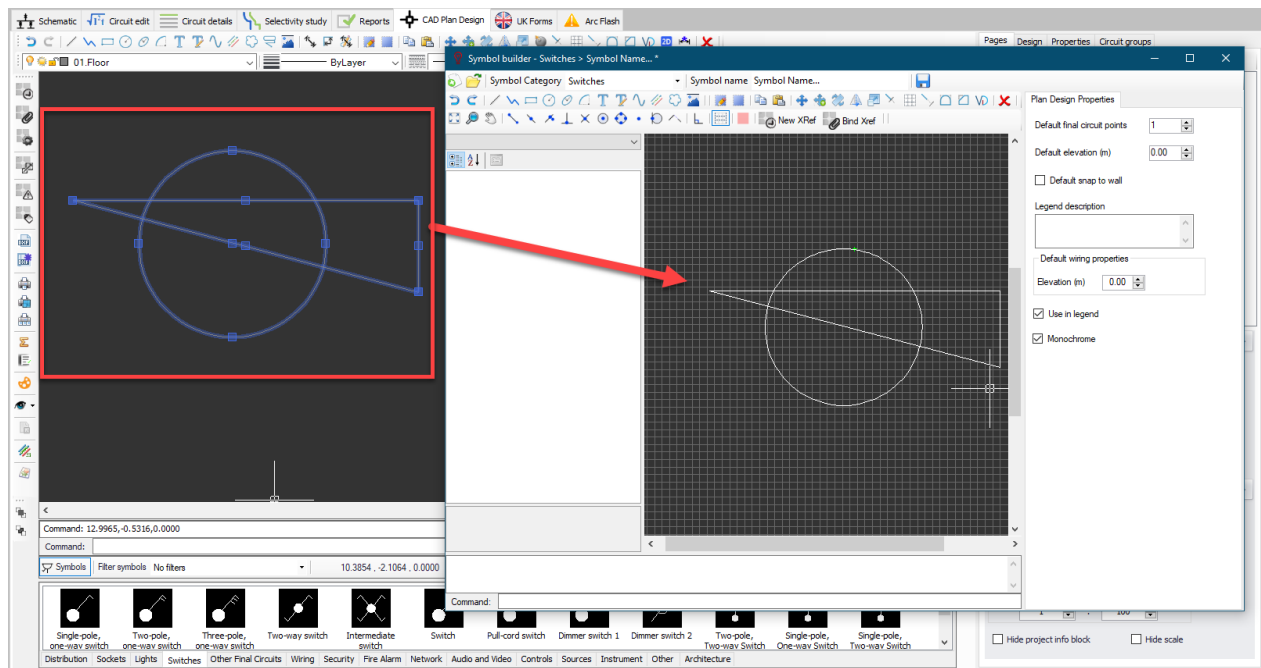 Schematic Circuit edit Circuit details Selectivity study Reports CAD Plan Design UK Forms Arc Flash
Pages Design Properties Circuit groups
01.Floor ByLayer
Symbol builder - Switches > Symbol Name... *
Symbol Category Switches Symbol name Symbol Name...
New XRef Bind Xref
Plan Design Properties
Default final circuit points 1
Default elevation (m) 0.00
Default snap to wall
Legend description
Default wiring properties
Elevation (m) 0.00
Use in legend
Monochrome
Command: 12.9965,-0.5316,0.0000
Command:
Symbols Filter symbols No filters 10.3854 , -2.1064 , 0.0000
Command:
Single-pole, one-way switch
Two-pole, one-way switch
Three-pole, one-way switch
Two-way switch
Intermediate switch
Switch
Pull-cord switch
Dimmer switch 1
Dimmer switch 2
Two-pole, Two-way Switch
Single-pole, One-way Switch
Single-pole, Two-way Switch
1 : 100
Hide project info block Hide scale
Distribution Sockets Lights Switches Other Final Circuits Wiring Security Fire Alarm Network Audio and Video Controls Sources Instrument Other Architecture